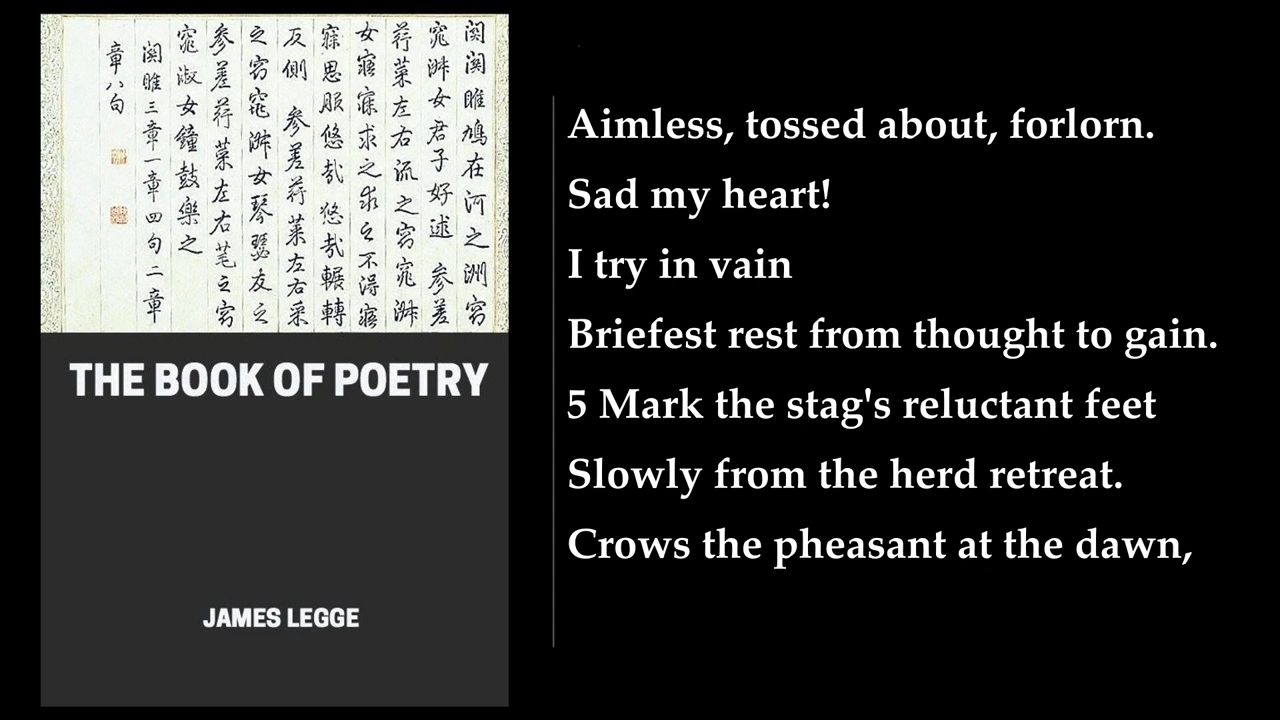 關關雎鳩在河之洲窈
窕淑女君子好逑 參差
荇菜左右流之窈窕淑
女寤寐求之求之不得寤
寐思服悠哉悠哉輾轉
反側 參差荇菜左右采
之窈窕淑女琴瑟友之
參差荇菜左右芼之窈
窕淑女鐘鼓樂之
關雎三章一章四句二章
章八句
THE BOOK OF POETRY
JAMES LEGGE
Aimless, tossed about, forlorn.
Sad my heart!
I try in vain
Briefest rest from thought to gain.
5 Mark the stag's reluctant feet
Slowly from the herd retreat.
Crows the pheasant at the dawn,